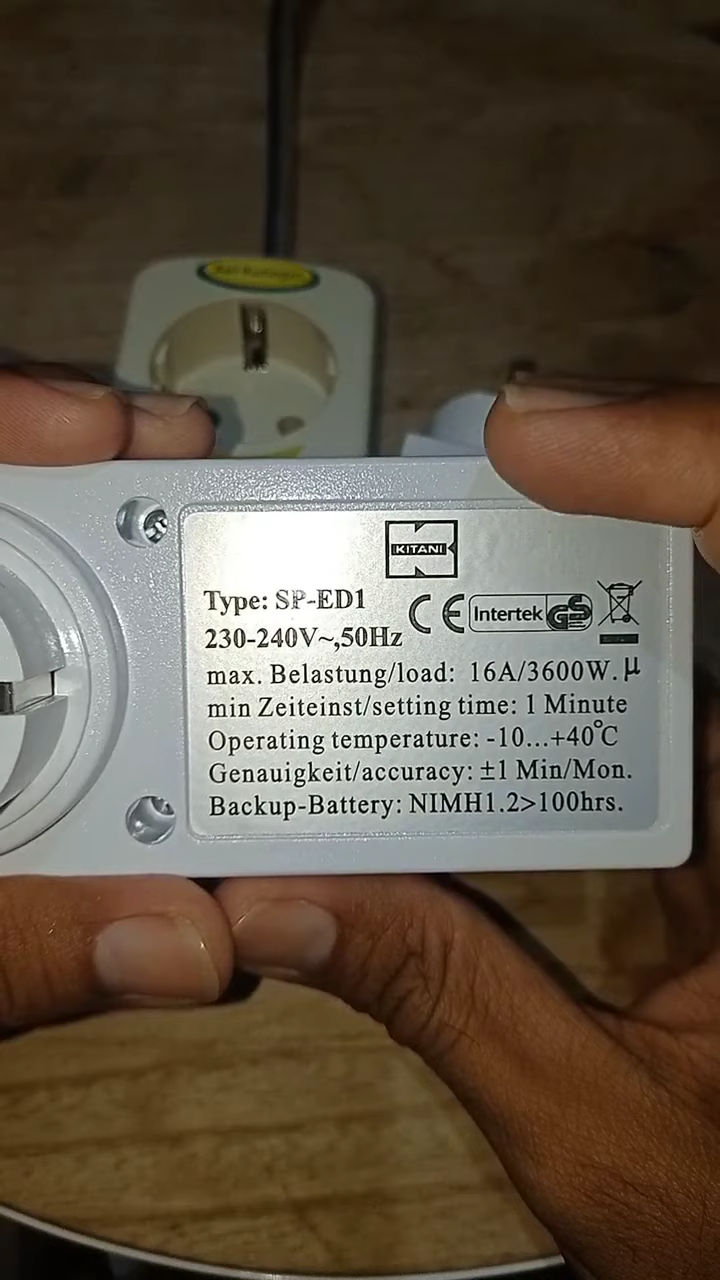 KITANI
Type: SP-ED1
CE Intertek GS
230-240V~,50Hz
max. Belastung/load: 16A/3600W. µ
min Zeiteinst/setting time: 1 Minute
Operating temperature: -10...+40°C
Genauigkeit/accuracy: ±1 Min/Mon.
Backup-Battery: NIMH1.2>100hrs.